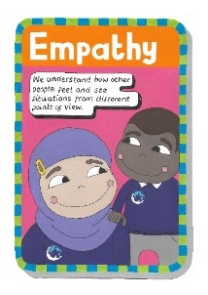 Empathy
We understand how other
people feel and see
situations from different
points of view.